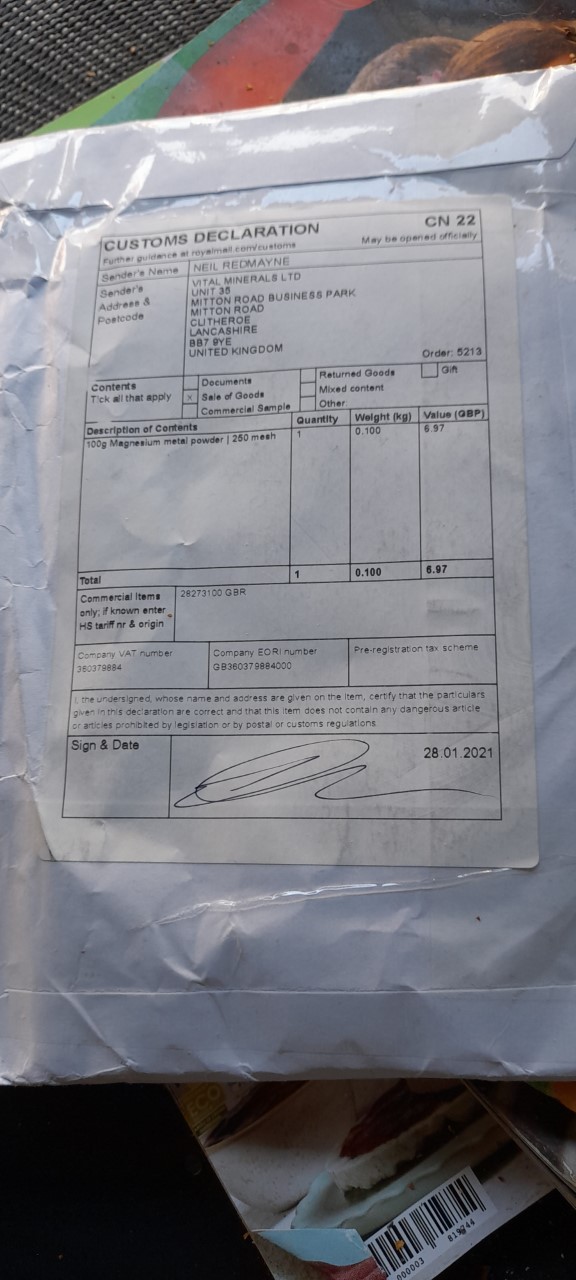 CUSTOMS DECLARATION
CN 22
Further guidance at royalmail.com/customs
May be opened officially
Sender's Name
NEIL REDMAYNE
Sender's
Address &
Postcode
VITAL MINERALS LTD
UNIT 35
MITTON ROAD BUSINESS PARK
MITTON ROAD
CLITHEROE
LANCASHIRE
BB7 9YE
UNITED KINGDOM
Order: 5213
Contents
Tick all that apply
Documents
x Sale of Goods
Commercial Sample
Returned Goods
Mixed content
Other:
Gift
Description of Contents Quantity Weight (kg) Value (GBP)
100g Magnesium metal powder | 250 mesh 1 0.100 6.97
Total 1 0.100 6.97
Commercial Items
only; if known enter
HS tariff nr & origin
28273100 GBR
Company VAT number
360379884
Company EORI number
GB360379884000
Pre-registration tax scheme
I, the undersigned, whose name and address are given on the item, certify that the particulars
given in this declaration are correct and that this item does not contain any dangerous article
or articles prohibited by legislation or by postal or customs regulations.
Sign & Date
28.01.2021
ECO
000003
819244